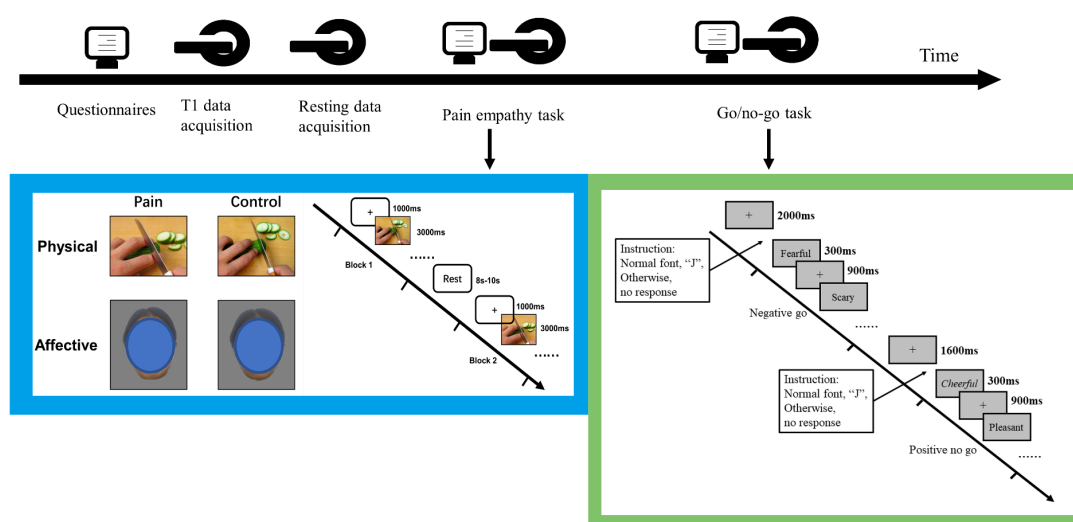 Time
Questionnaires
T1 data
acquisition
Resting data
acquisition
Pain empathy task
Go/no-go task
Pain
Control
Physical
Affective
+
1000ms
3000ms
Block 1
......
Rest
8s-10s
+
1000ms
3000ms
Block 2
......
+
2000ms
Instruction:
Normal font, “J”,
Otherwise,
no response
Fearful
300ms
+
900ms
Scary
Negative go
......
+
1600ms
Instruction:
Normal font, “J”,
Otherwise,
no response
Cheerful
300ms
+
900ms
Pleasant
Positive no go
......